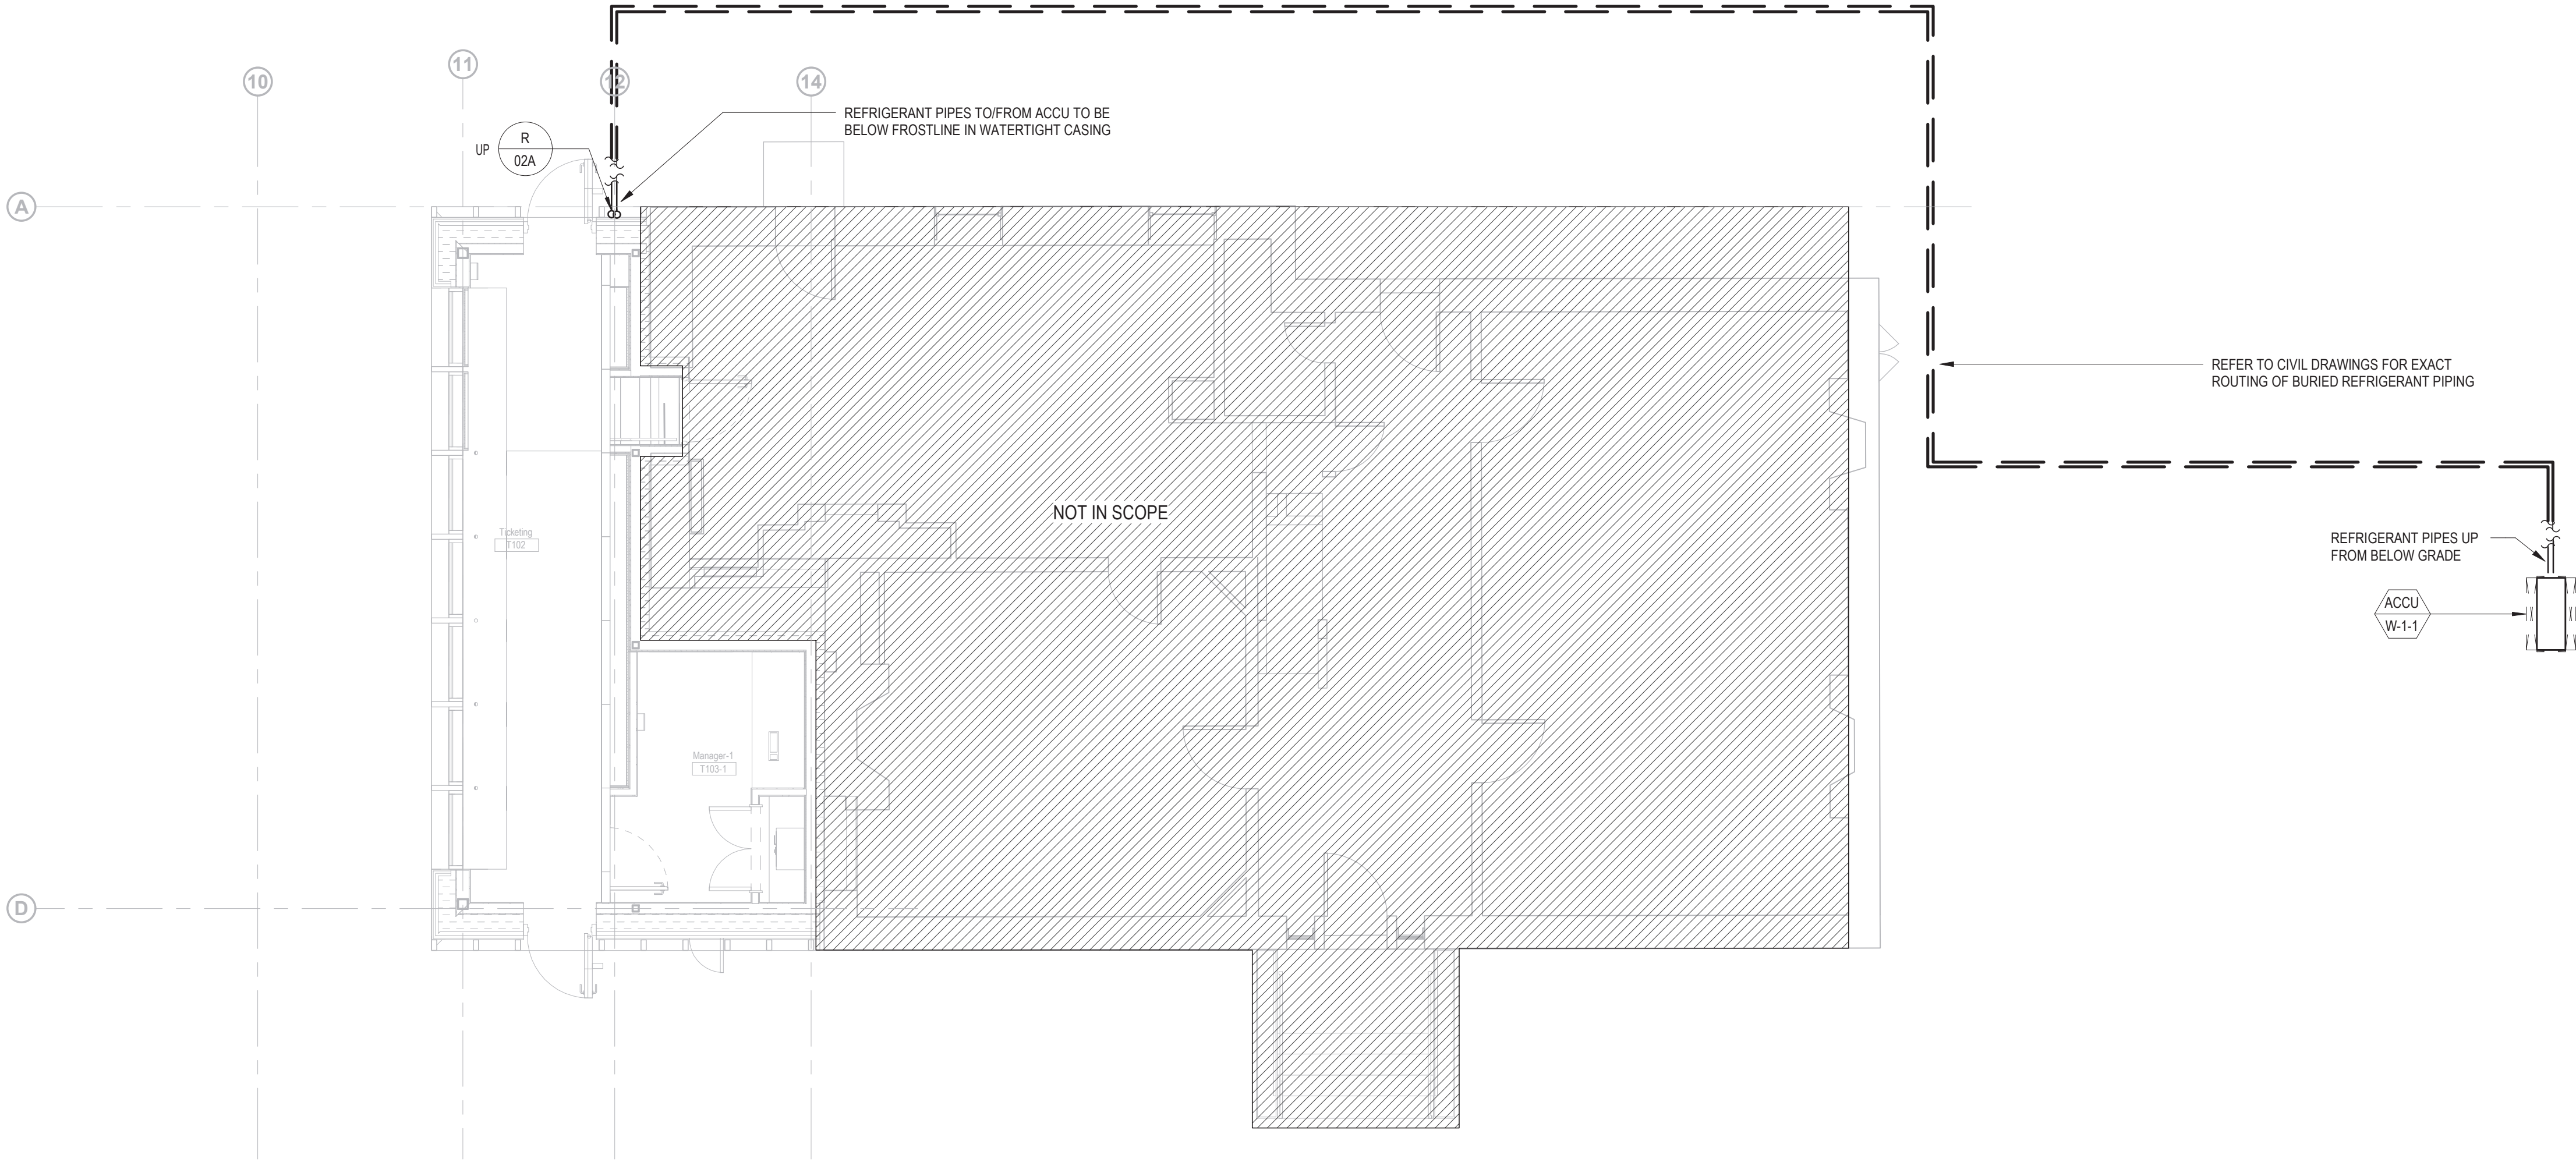 10
11
12
14
REFRIGERANT PIPES TO/FROM ACCU TO BE
BELOW FROSTLINE IN WATERTIGHT CASING
UP
R
02A
A
REFER TO CIVIL DRAWINGS FOR EXACT
ROUTING OF BURIED REFRIGERANT PIPING
NOT IN SCOPE
Ticketing
T102
REFRIGERANT PIPES UP
FROM BELOW GRADE
ACCU
W-1-1
Manager-1
T103-1
D